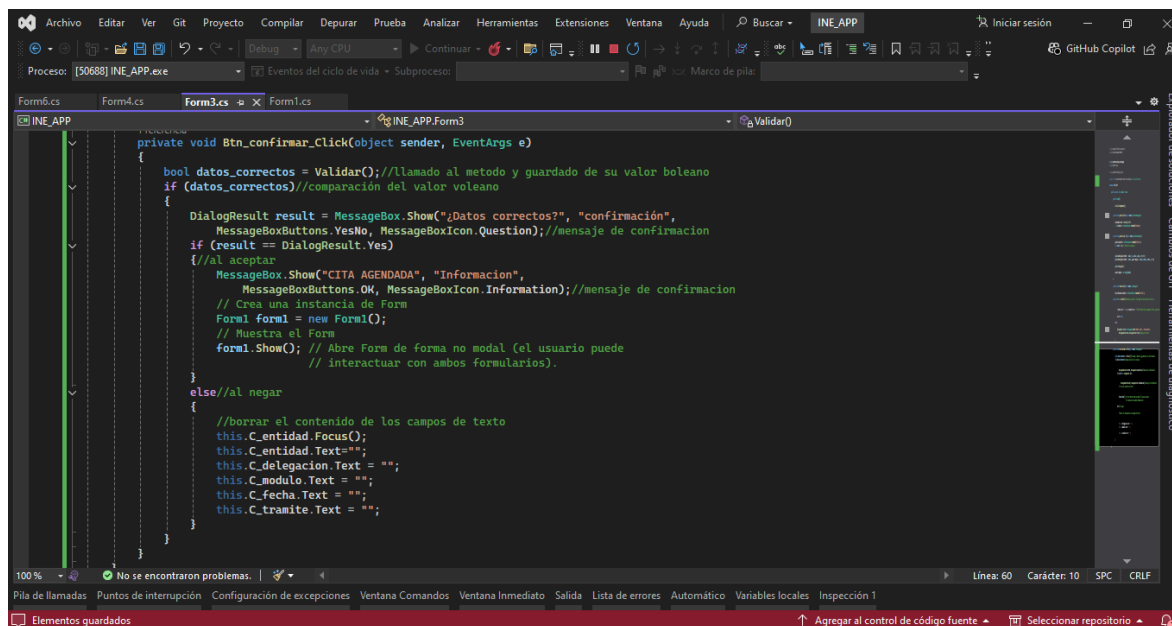 Archivo Editar Ver Git Proyecto Compilar Depurar Prueba Analizar Herramientas Extensiones Ventana Ayuda Buscar INE_APP Iniciar sesión
Debug Any CPU Continuar GitHub Copilot
Proceso: [50688] INE_APP.exe Eventos del ciclo de vida Subproceso: Marco de pila:
Form6.cs Form4.cs Form3.cs Form1.cs
INE_APP INE_APP.Form3 Validar()
private void Btn_confirmar_Click(object sender, EventArgs e)
{
bool datos_correctos = Validar();//llamado al metodo y guardado de su valor boleano
if (datos_correctos)//comparación del valor voleano
{
DialogResult result = MessageBox.Show("¿Datos correctos?", "confirmación",
MessageBoxButtons.YesNo, MessageBoxIcon.Question);//mensaje de confirmacion
if (result == DialogResult.Yes)
{//al aceptar
MessageBox.Show("CITA AGENDADA", "Informacion",
MessageBoxButtons.OK, MessageBoxIcon.Information);//mensaje de confirmacion
// Crea una instancia de Form
Form1 form1 = new Form1();
// Muestra el Form
form1.Show(); // Abre Form de forma no modal (el usuario puede
// interactuar con ambos formularios).
}
else//al negar
{
//borrar el contenido de los campos de texto
this.C_entidad.Focus();
this.C_entidad.Text="";
this.C_delegacion.Text = "";
this.C_modulo.Text = "";
this.C_fecha.Text = "";
this.C_tramite.Text = "";
}
}
}
100 % No se encontraron problemas. Línea: 60 Carácter: 10 SPC CRLF
Pila de llamadas Puntos de interrupción Configuración de excepciones Ventana Comandos Ventana Inmediato Salida Lista de errores Automático Variables locales Inspección 1
Elementos guardados Agregar al control de código fuente Seleccionar repositorio